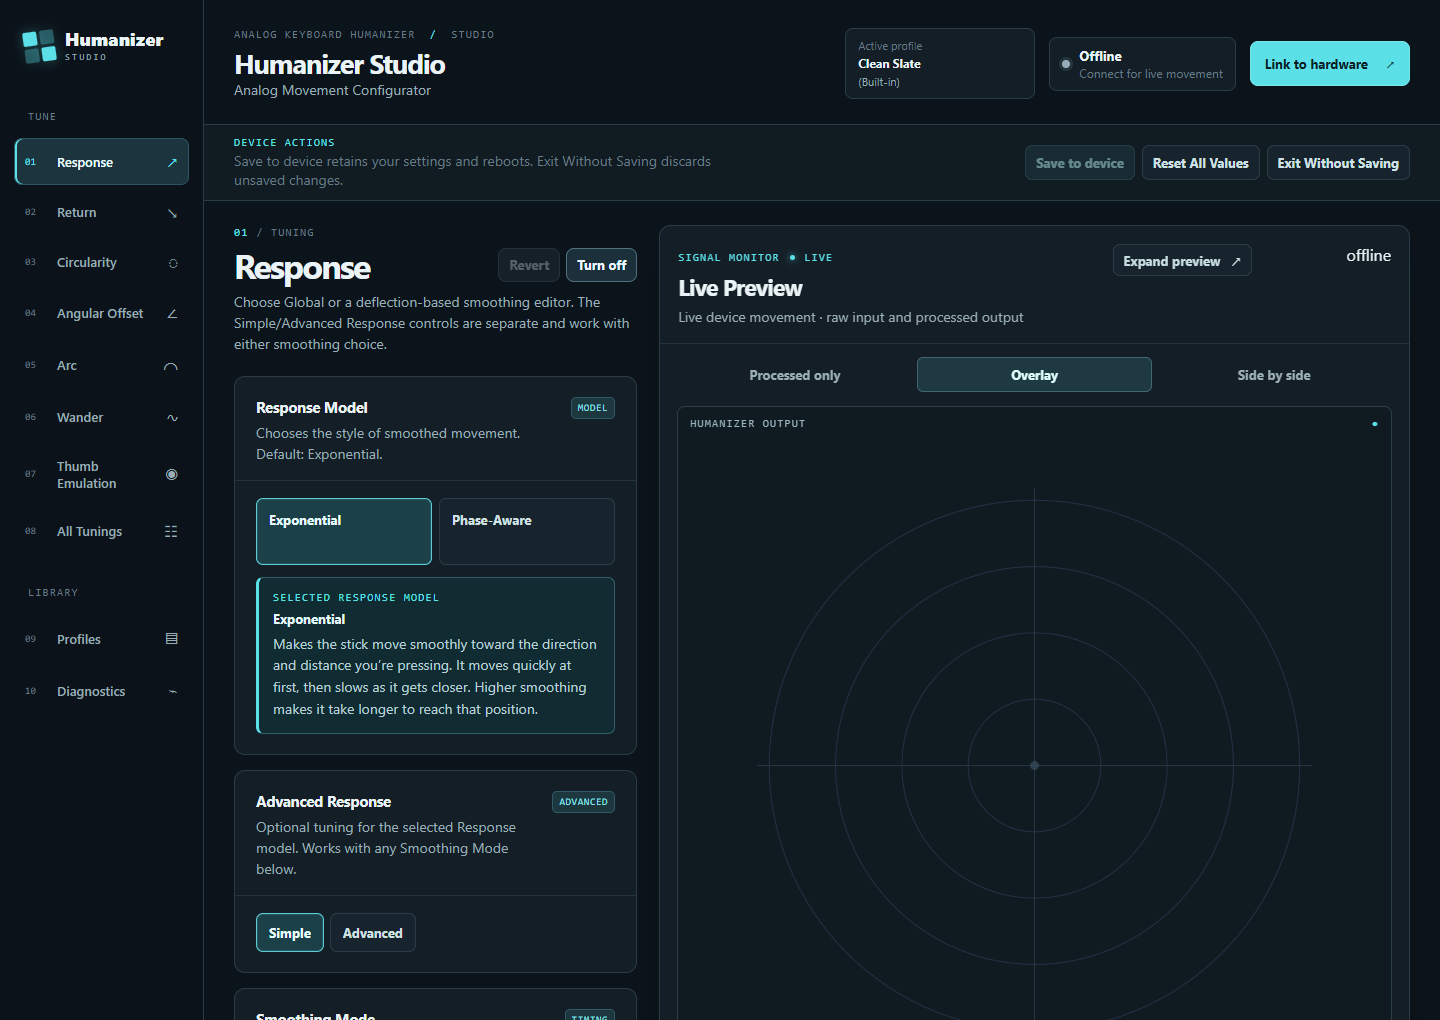 Humanizer
STUDIO
TUNE
01 Response
02 Return
03 Circularity
04 Angular Offset
05 Arc
06 Wander
07 Thumb
Emulation
08 All Tunings
LIBRARY
09 Profiles
10 Diagnostics
ANALOG KEYBOARD HUMANIZER / STUDIO
Humanizer Studio
Analog Movement Configurator
Active profile
Clean Slate
(Built-in)
Offline
Connect for live movement
Link to hardware
DEVICE ACTIONS
Save to device retains your settings and reboots. Exit Without Saving discards
unsaved changes.
Save to device
Reset All Values
Exit Without Saving
01 / TUNING
Response
Revert
Turn off
Choose Global or a deflection-based smoothing editor. The
Simple/Advanced Response controls are separate and work with
either smoothing choice.
Response Model
MODEL
Chooses the style of smoothed movement.
Default: Exponential.
Exponential
Phase-Aware
SELECTED RESPONSE MODEL
Exponential
Makes the stick move smoothly toward the direction
and distance you're pressing. It moves quickly at
first, then slows as it gets closer. Higher smoothing
makes it take longer to reach that position.
Advanced Response
ADVANCED
Optional tuning for the selected Response
model. Works with any Smoothing Mode
below.
Simple
Advanced
Smoothing Mode
TIMING
SIGNAL MONITOR • LIVE
Live Preview
Live device movement · raw input and processed output
Expand preview
offline
Processed only
Overlay
Side by side
HUMANIZER OUTPUT